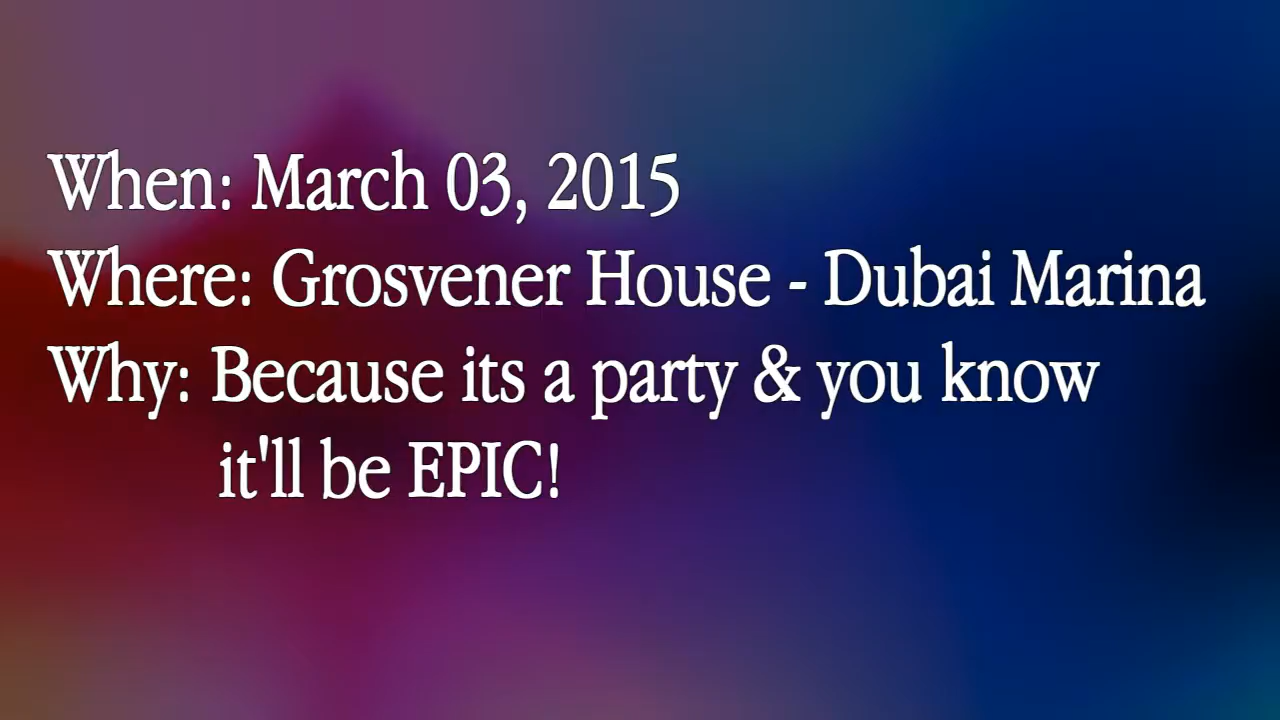 When: March 03, 2015
Where: Grosvener House - Dubai Marina
Why: Because its a party & you know
it'll be EPIC!